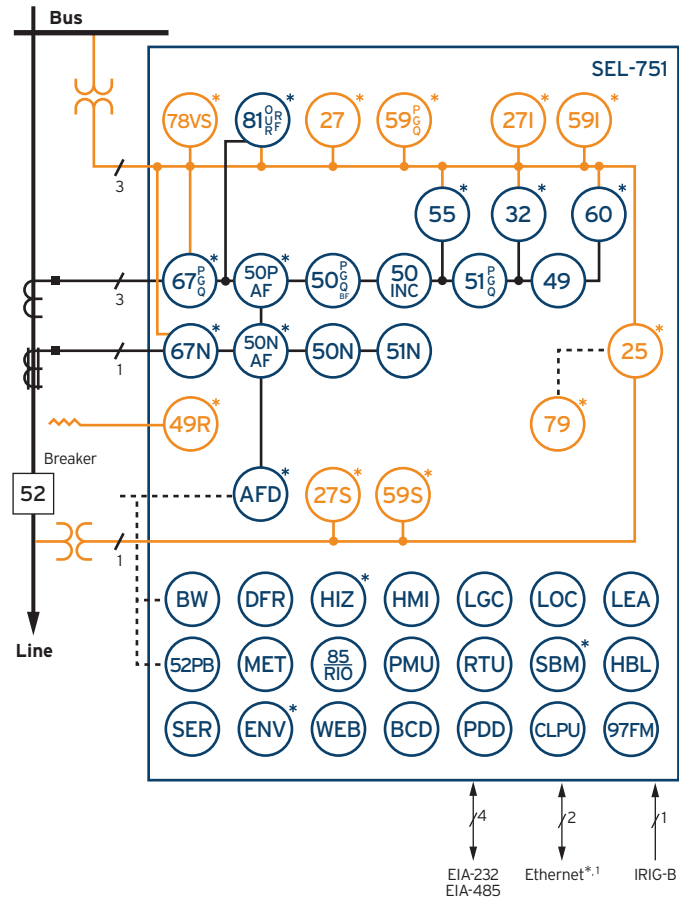 Bus
SEL-751
78VS*
81 O U R RF*
27*
59 P G Q*
27I*
59I*
3
55*
32*
60*
67 P G Q*
50P AF*
50 P G Q BF
50 INC
51 P G Q
49
3
67N*
50N AF*
50N
51N
25*
1
49R*
79*
Breaker
52
AFD*
27S*
59S*
1
BW
DFR
HIZ*
HMI
LGC
LOC
LEA
Line
52PB
MET
85 RIO
PMU
RTU
SBM*
HBL
SER
ENV*
WEB
BCD
PDD
CLPU
97FM
4
2
1
EIA-232
EIA-485
Ethernet*,1
IRIG-B